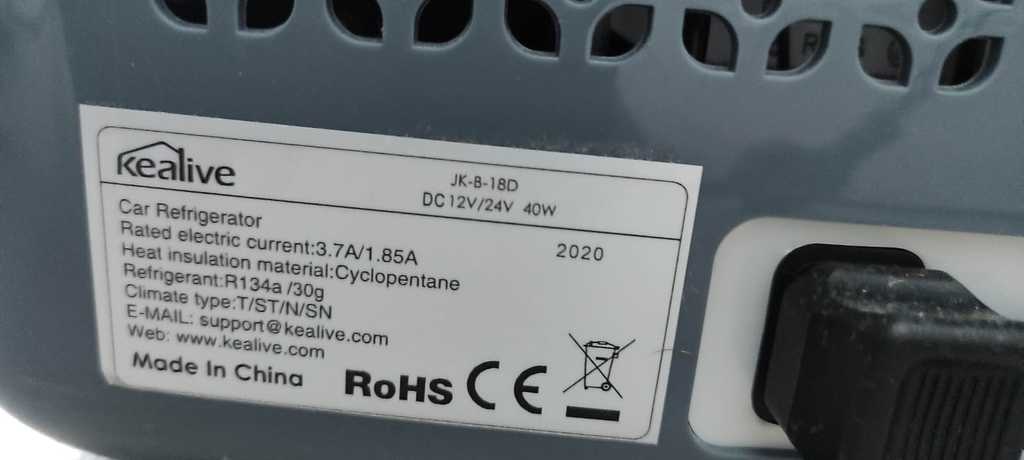 Kealive
JK-B-18D
DC 12V/24V 40W
Car Refrigerator
2020
Rated electric current:3.7A/1.85A
Heat insulation material:Cyclopentane
Refrigerant:R134a /30g
Climate type:T/ST/N/SN
E-MAIL: support@kealive.com
Web: www.kealive.com
Made In China
RoHS CE